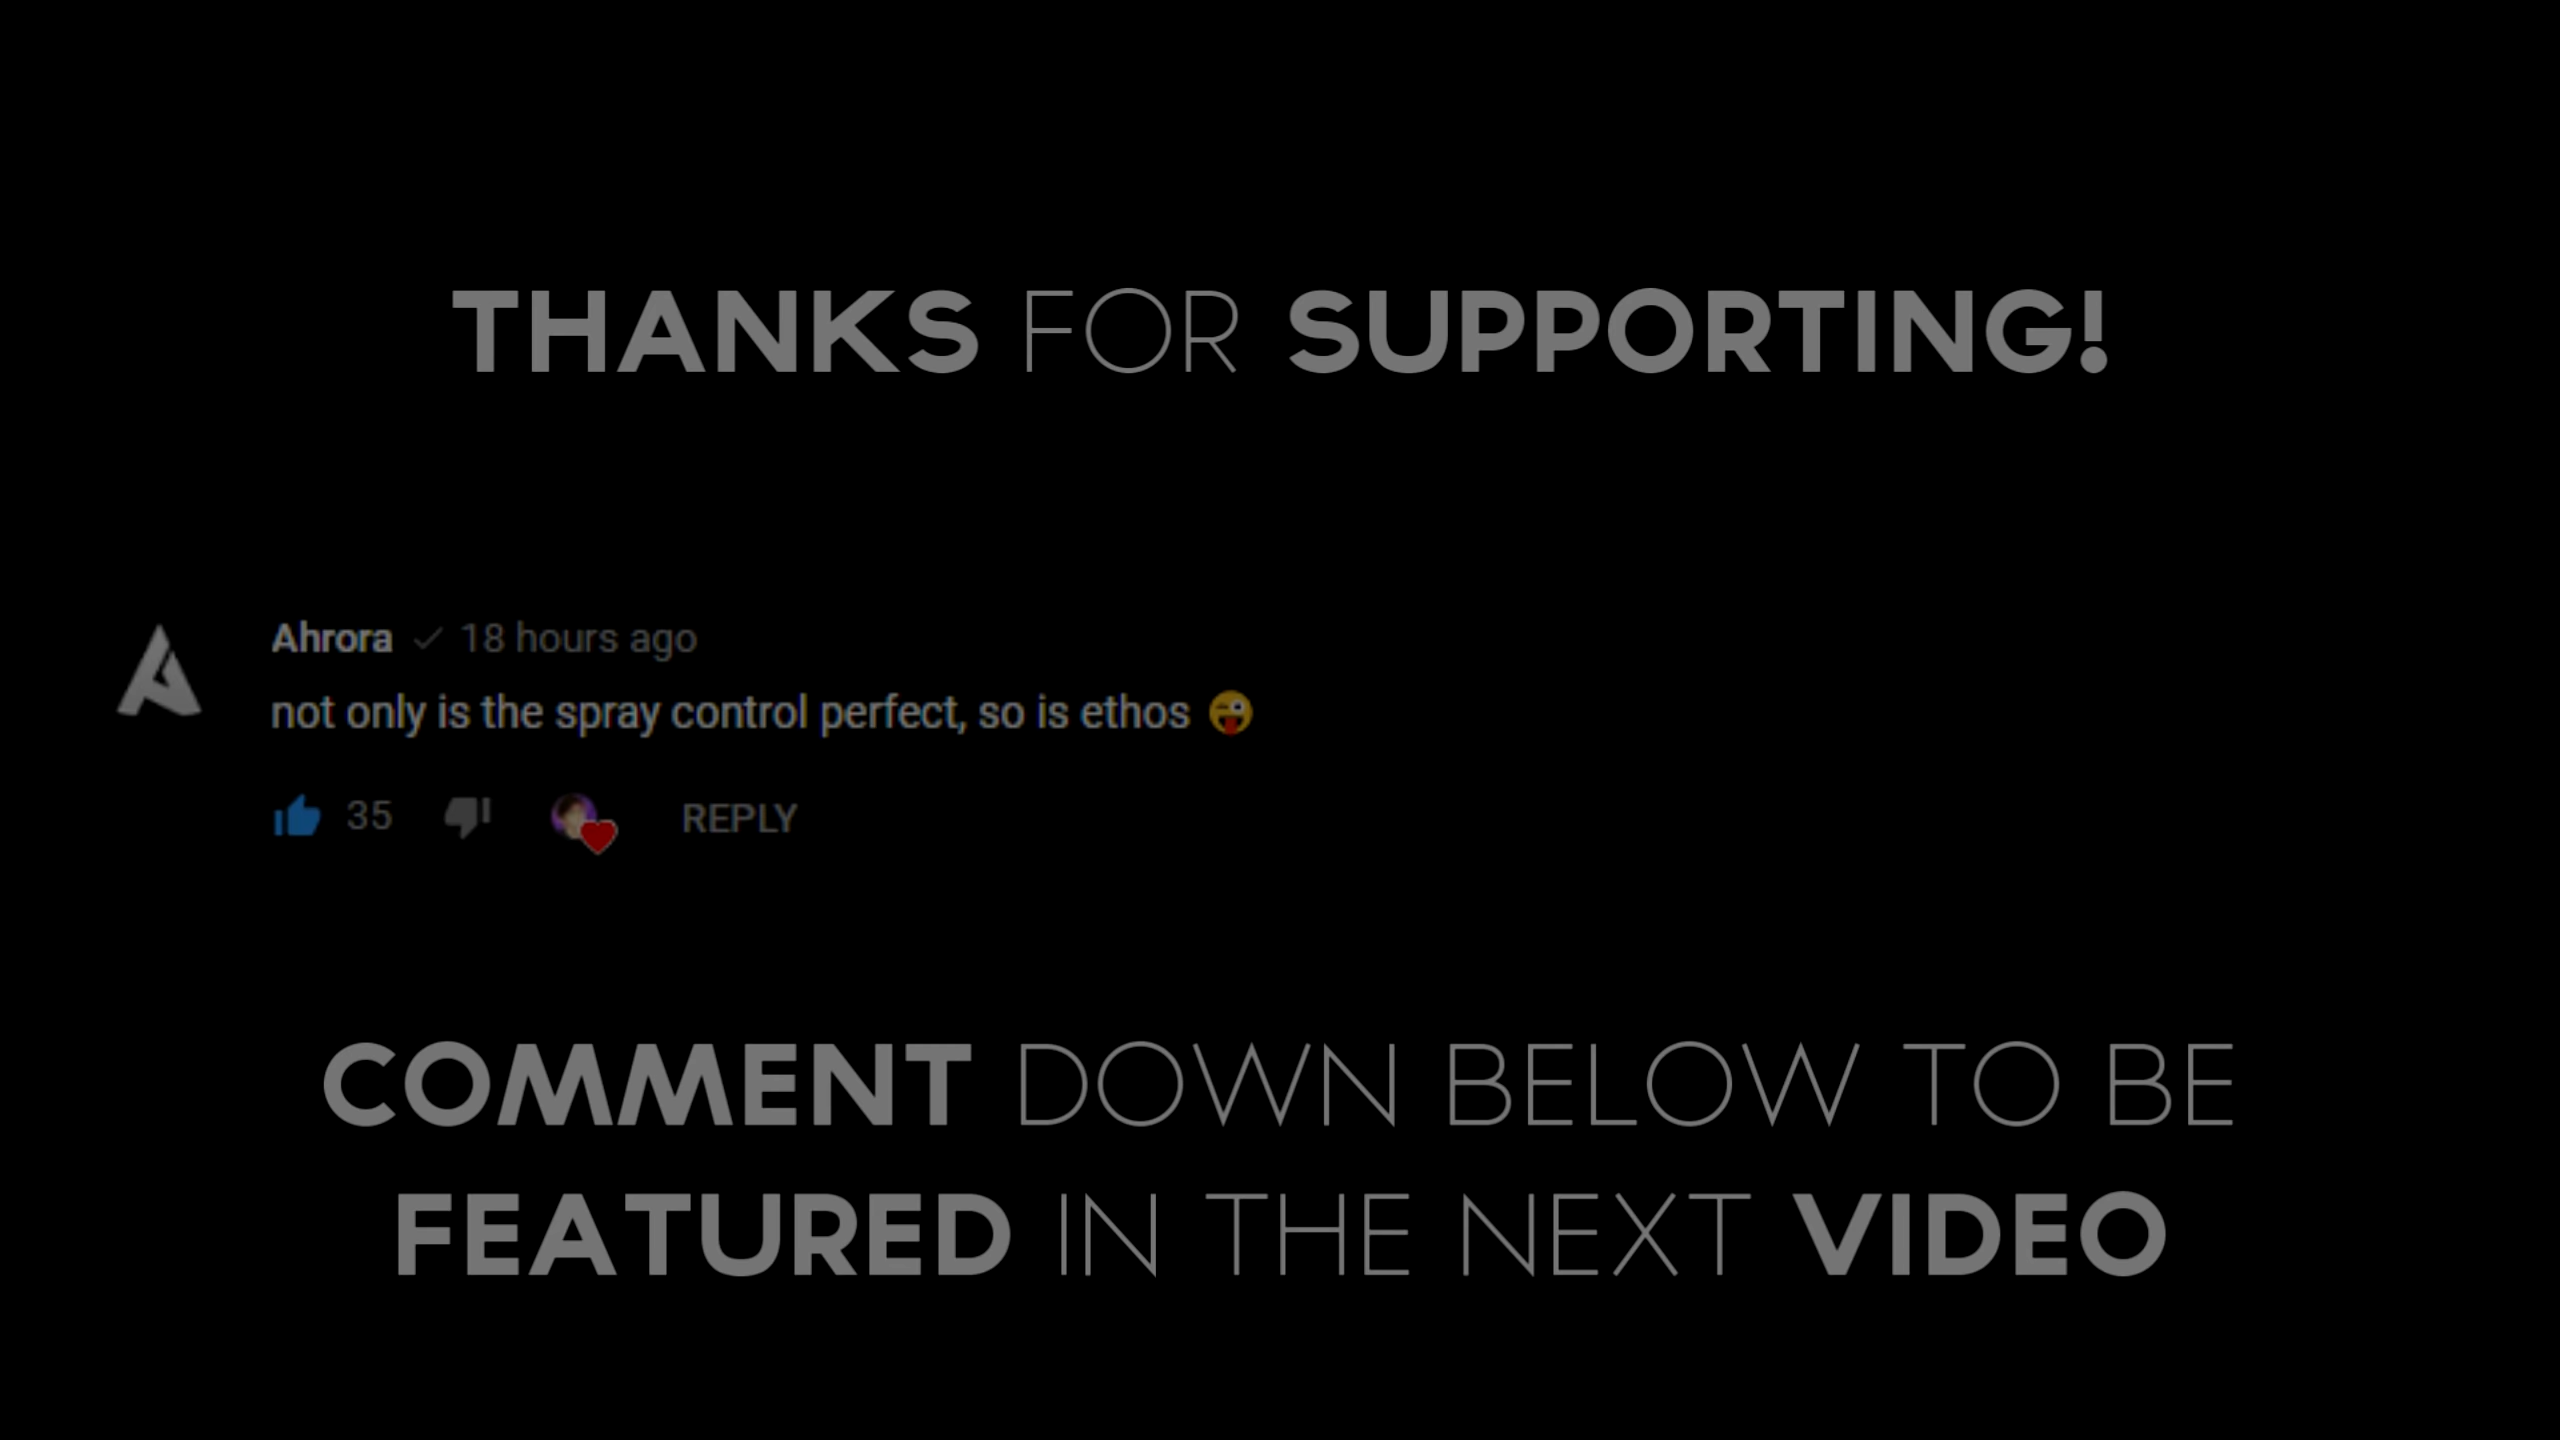 THANKS FOR SUPPORTING!
Ahrora ✓ 18 hours ago
not only is the spray control perfect, so is ethos 😜
35 REPLY
COMMENT DOWN BELOW TO BE
FEATURED IN THE NEXT VIDEO